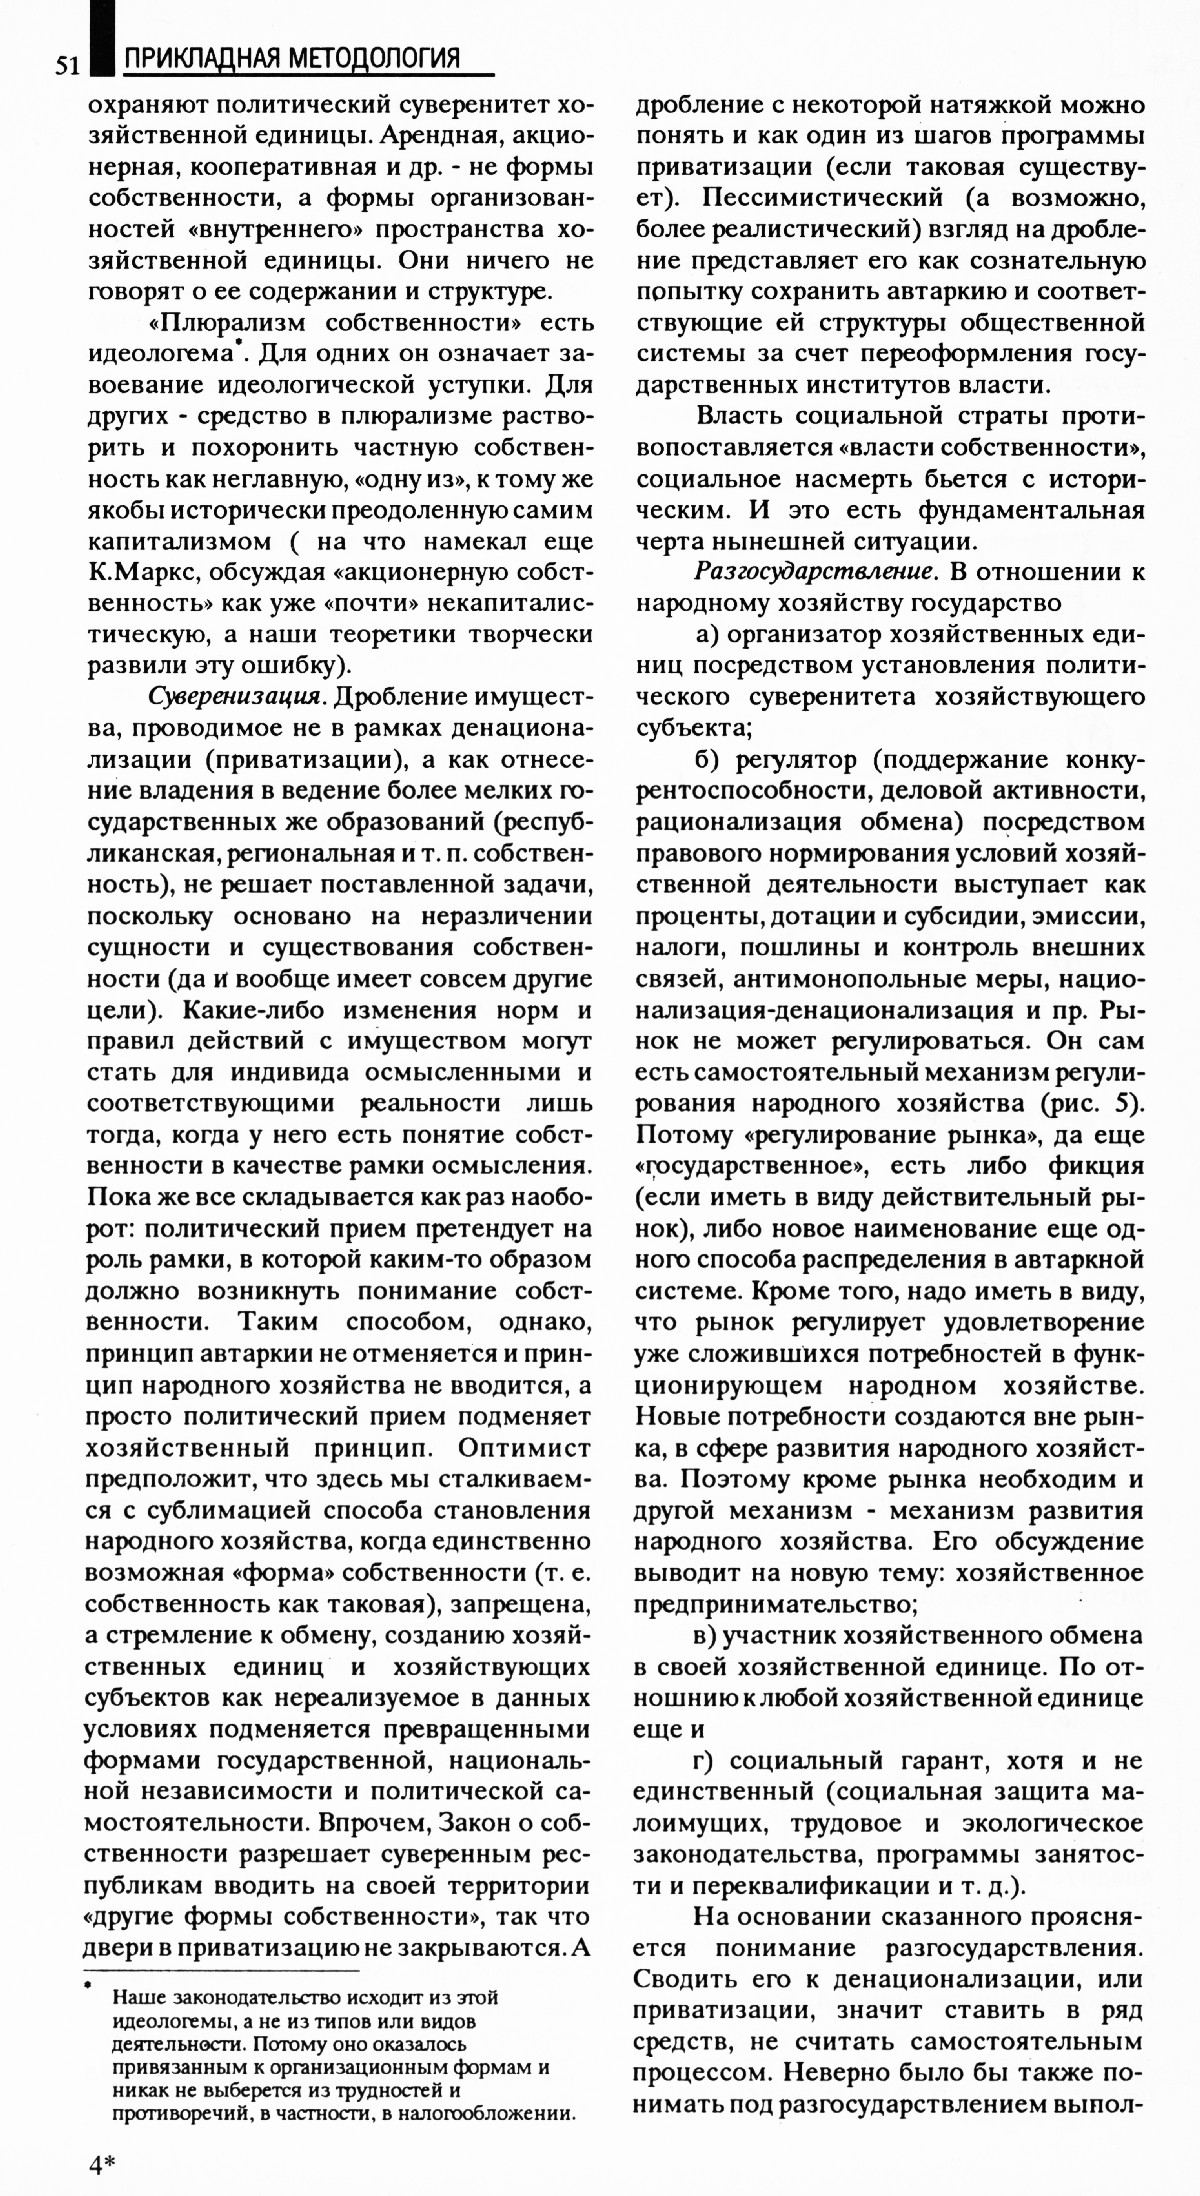 51 ПРИКЛАДНАЯ МЕТОДОЛОГИЯ
охраняют политический суверенитет хо-
зяйственной единицы. Арендная, акцио-
нерная, кооперативная и др. - не формы
собственности, а формы организован-
ностей «внутреннего» пространства хо-
зяйственной единицы. Они ничего не
говорят о ее содержании и структуре.
«Плюрализм собственности» есть
идеологема*. Для одних он означает за-
воевание идеологической уступки. Для
других - средство в плюрализме раство-
рить и похоронить частную собствен-
ность как неглавную, «одну из», к тому же
якобы исторически преодоленную самим
капитализмом ( на что намекал еще
К.Маркс, обсуждая «акционерную собст-
венность» как уже «почти» некапиталис-
тическую, а наши теоретики творчески
развили эту ошибку).
Суверенизация. Дробление имущест-
ва, проводимое не в рамках денациона-
лизации (приватизации), а как отнесе-
ние владения в ведение более мелких го-
сударственных же образований (респуб-
ликанская, региональная и т. п. собствен-
ность), не решает поставленной задачи,
поскольку основано на неразличении
сущности и существования собствен-
ности (да и вообще имеет совсем другие
цели). Какие-либо изменения норм и
правил действий с имуществом могут
стать для индивида осмысленными и
соответствующими реальности лишь
тогда, когда у него есть понятие собст-
венности в качестве рамки осмысления.
Пока же все складывается как раз наобо-
рот: политический прием претендует на
роль рамки, в которой каким-то образом
должно возникнуть понимание собст-
венности. Таким способом, однако,
принцип автаркии не отменяется и прин-
цип народного хозяйства не вводится, а
просто политический прием подменяет
хозяйственный принцип. Оптимист
предположит, что здесь мы сталкиваем-
ся с сублимацией способа становления
народного хозяйства, когда единственно
возможная «форма» собственности (т. е.
собственность как таковая), запрещена,
а стремление к обмену, созданию хозяй-
ственных единиц и хозяйствующих
субъектов как нереализуемое в данных
условиях подменяется превращенными
формами государственной, националь-
ной независимости и политической са-
мостоятельности. Впрочем, Закон о соб-
ственности разрешает суверенным рес-
публикам вводить на своей территории
«другие формы собственности», так что
двери в приватизацию не закрываются. А
* Наше законодательство исходит из этой
идеологемы, а не из типов или видов
деятельности. Потому оно оказалось
привязанным к организационным формам и
никак не выберется из трудностей и
противоречий, в частности, в налогообложении.
4*
дробление с некоторой натяжкой можно
понять и как один из шагов программы
приватизации (если таковая существу-
ет). Пессимистический (а возможно,
более реалистический) взгляд на дробле-
ние представляет его как сознательную
попытку сохранить автаркию и соответ-
ствующие ей структуры общественной
системы за счет переоформления госу-
дарственных институтов власти.
Власть социальной страты проти-
вопоставляется «власти собственности»,
социальное насмерть бьется с истори-
ческим. И это есть фундаментальная
черта нынешней ситуации.
Разгосударствление. В отношении к
народному хозяйству государство
а) организатор хозяйственных еди-
ниц посредством установления полити-
ческого суверенитета хозяйствующего
субъекта;
б) регулятор (поддержание конку-
рентоспособности, деловой активности,
рационализация обмена) посредством
правового нормирования условий хозяй-
ственной деятельности выступает как
проценты, дотации и субсидии, эмиссии,
налоги, пошлины и контроль внешних
связей, антимонопольные меры, нацио-
нализация-денационализация и пр. Ры-
нок не может регулироваться. Он сам
есть самостоятельный механизм регули-
рования народного хозяйства (рис. 5).
Потому «регулирование рынка», да еще
«государственное», есть либо фикция
(если иметь в виду действительный ры-
нок), либо новое наименование еще од-
ного способа распределения в автаркной
системе. Кроме того, надо иметь в виду,
что рынок регулирует удовлетворение
уже сложившихся потребностей в функ-
ционирующем народном хозяйстве.
Новые потребности создаются вне рын-
ка, в сфере развития народного хозяйст-
ва. Поэтому кроме рынка необходим и
другой механизм - механизм развития
народного хозяйства. Его обсуждение
выводит на новую тему: хозяйственное
предпринимательство;
в) участник хозяйственного обмена
в своей хозяйственной единице. По от-
ношнию к любой хозяйственной единице
еще и
г) социальный гарант, хотя и не
единственный (социальная защита ма-
лоимущих, трудовое и экологическое
законодательства, программы занятос-
ти и переквалификации и т. д.).
На основании сказанного проясня-
ется понимание разгосударствления.
Сводить его к денационализации, или
приватизации, значит ставить в ряд
средств, не считать самостоятельным
процессом. Неверно было бы также по-
нимать под разгосударствлением выпол-